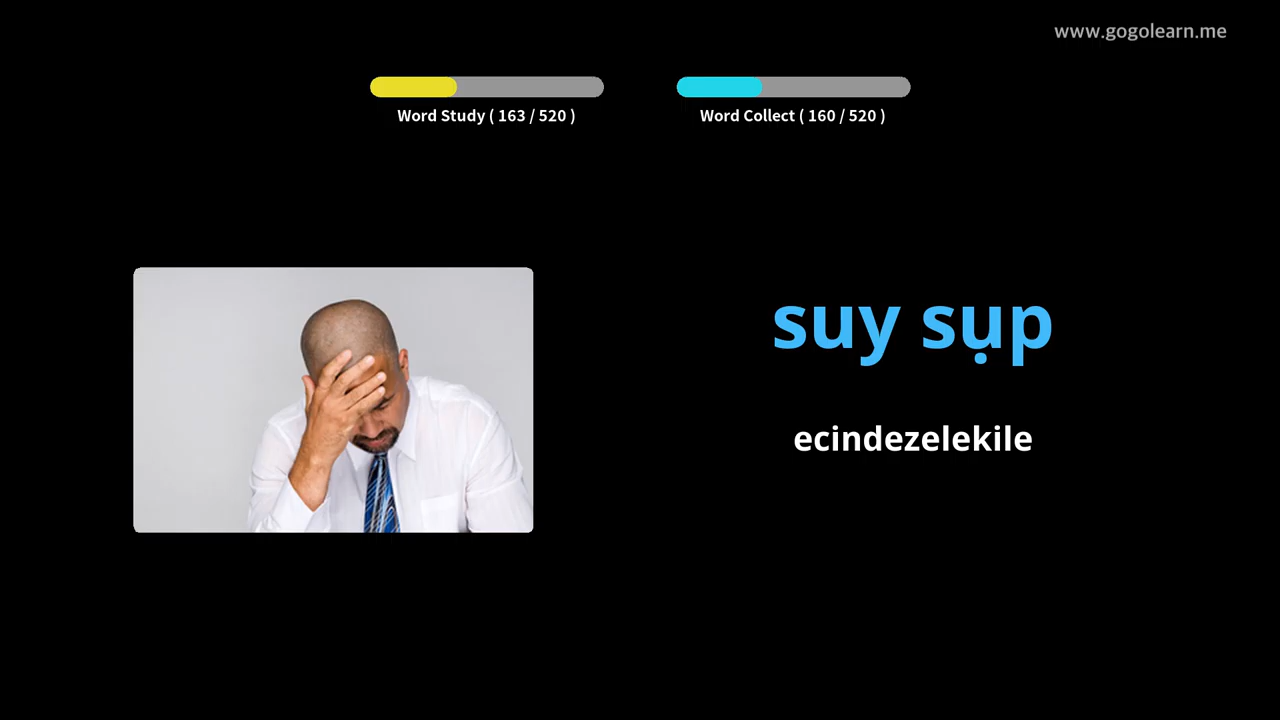 www.gogolearn.me
Word Study ( 163 / 520 )
Word Collect ( 160 / 520 )
suy sụp
ecindezelekile